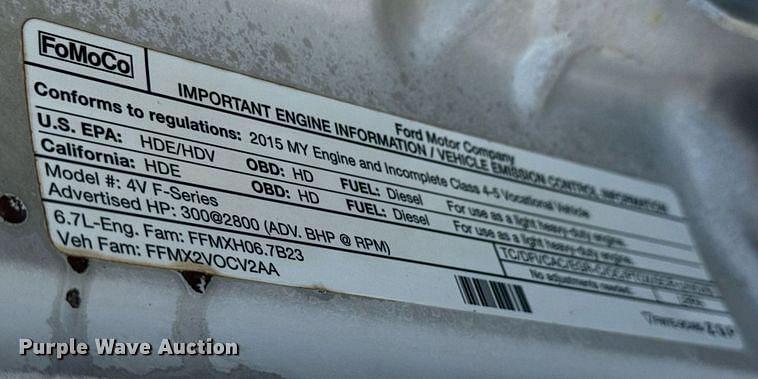 FoMoCo
Ford Motor Company
IMPORTANT ENGINE INFORMATION / VEHICLE EMISSION CONTROL INFORMATION
Conforms to regulations: 2015 MY Engine and Incomplete Class 4-5 Vocational Vehicle
U.S. EPA: HDE/HDV OBD: HD FUEL: Diesel For use as a light heavy-duty engine.
California: HDE OBD: HD FUEL: Diesel For use as a light heavy-duty engine.
Model #: 4V F-Series
Advertised HP: 300@2800 (ADV. BHP @ RPM)
6.7L-Eng. Fam: FFMXH06.7B23
Veh Fam: FFMX2VOCV2AA
No adjustments needed.
Purple Wave Auction